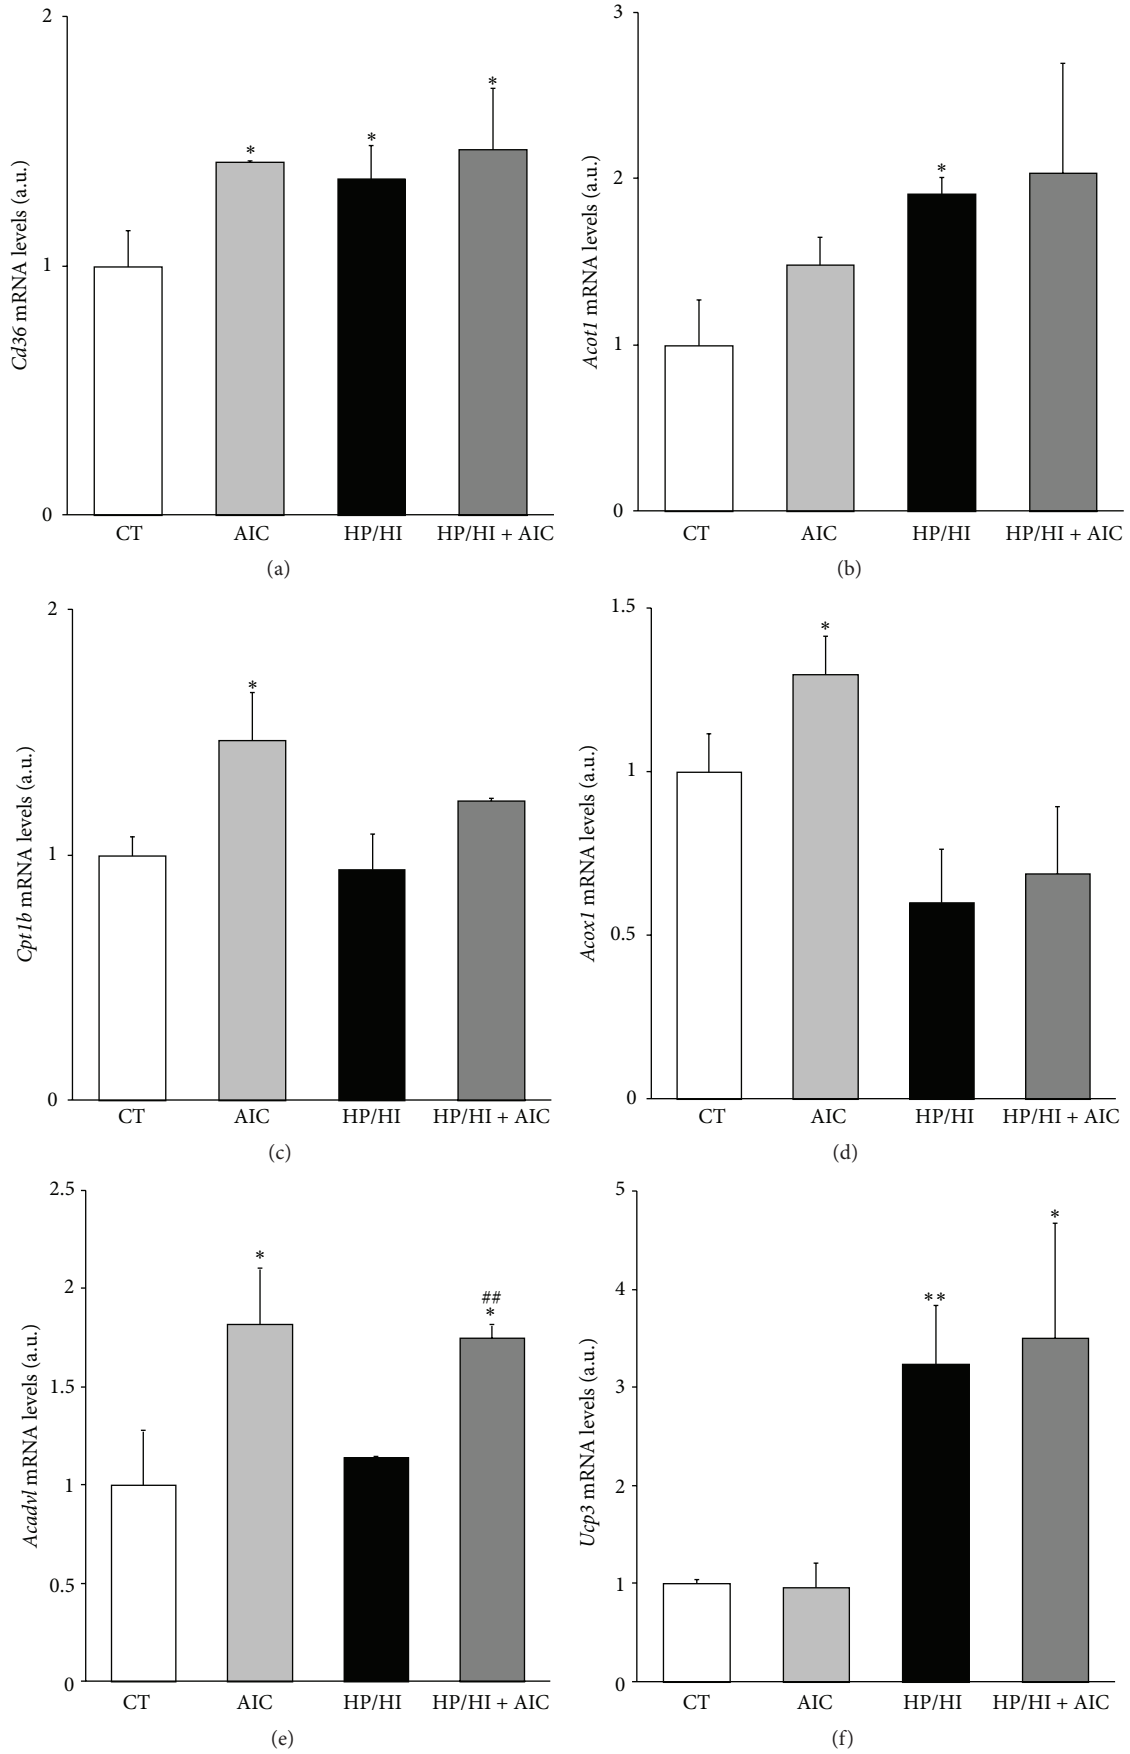 2
1
0
Cd36 mRNA levels (a.u.)
*
*
*
CT
AIC
HP/HI
HP/HI + AIC
(a)
3
2
1
0
Acot1 mRNA levels (a.u.)
*
CT
AIC
HP/HI
HP/HI + AIC
(b)
2
1
0
Cpt1b mRNA levels (a.u.)
*
CT
AIC
HP/HI
HP/HI + AIC
(c)
1.5
1
0.5
0
Acox1 mRNA levels (a.u.)
*
CT
AIC
HP/HI
HP/HI + AIC
(d)
2.5
2
1.5
1
0.5
0
Acadvl mRNA levels (a.u.)
*
##
*
CT
AIC
HP/HI
HP/HI + AIC
(e)
5
4
3
2
1
0
Ucp3 mRNA levels (a.u.)
**
*
CT
AIC
HP/HI
HP/HI + AIC
(f)